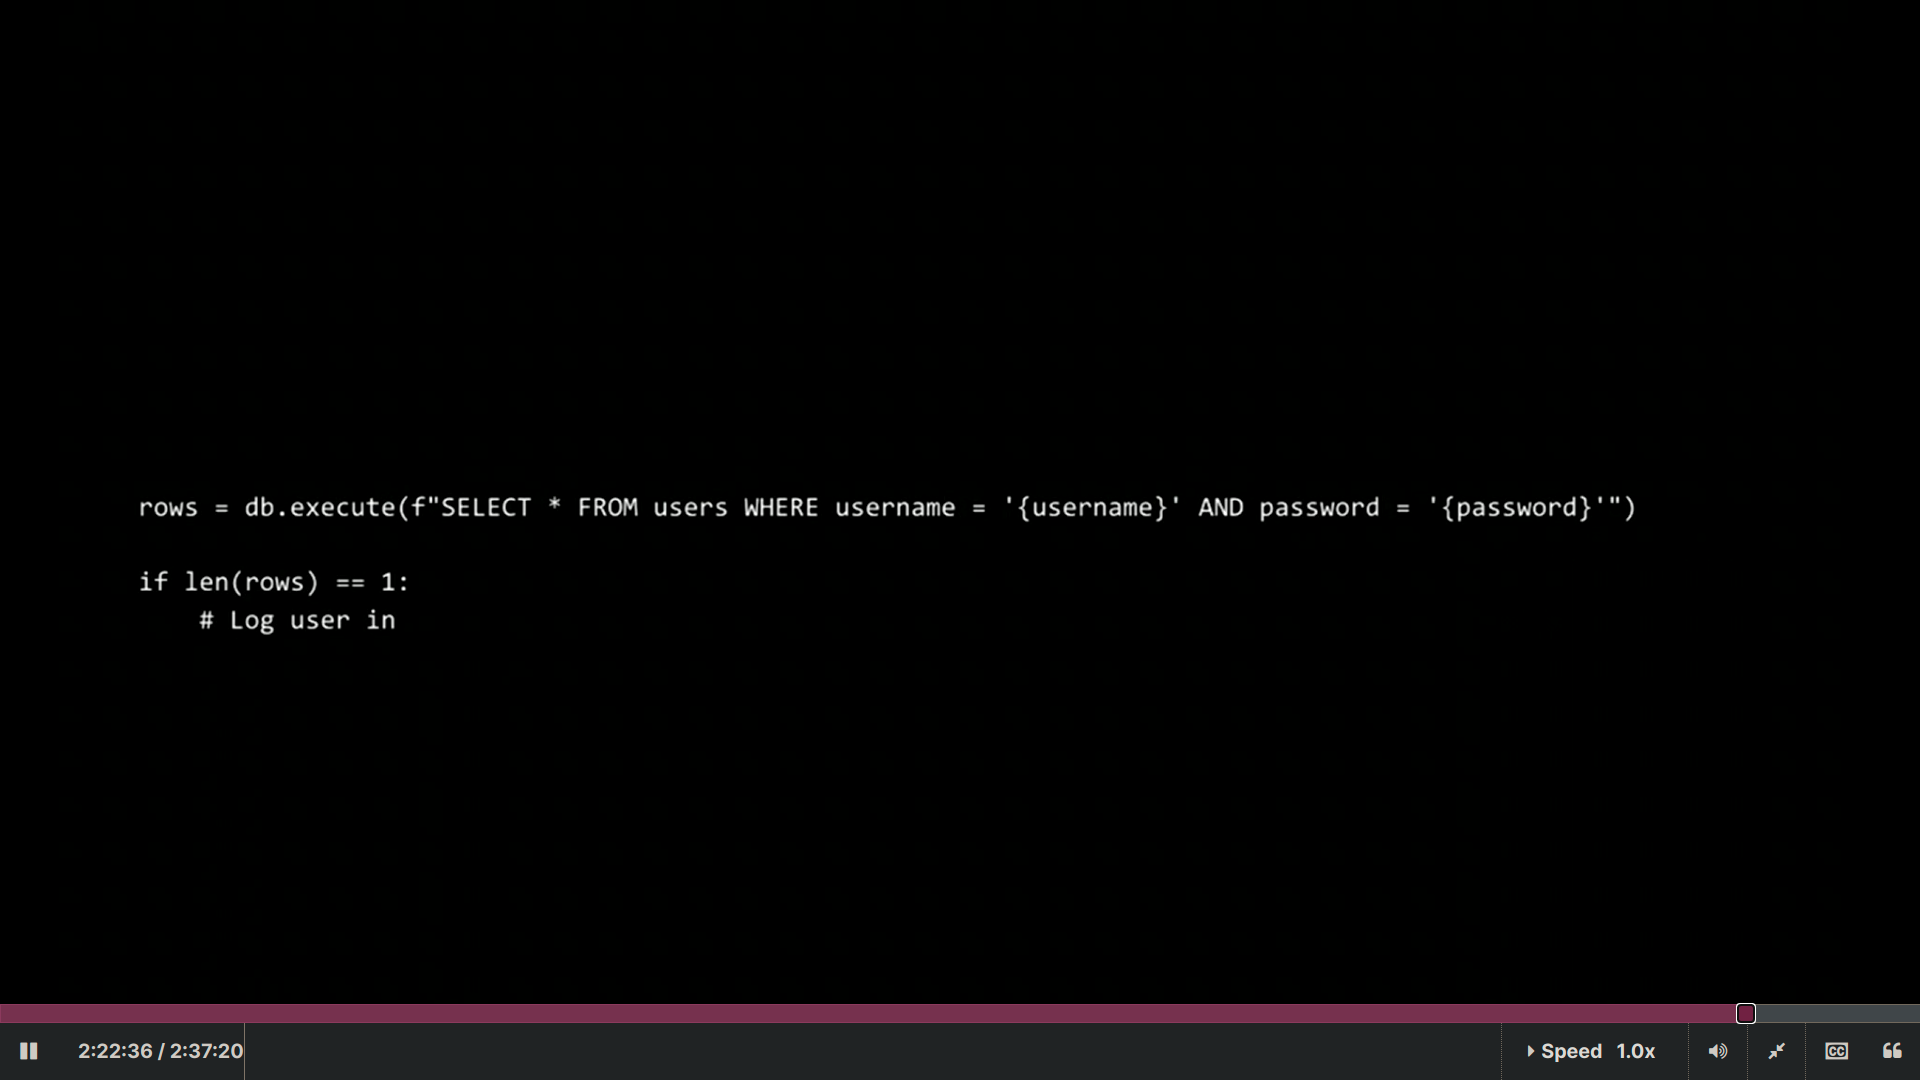 rows = db.execute(f"SELECT * FROM users WHERE username = '{username}' AND password = '{password}'")
if len(rows) == 1:
    # Log user in
2:22:36 / 2:37:20
Speed 1.0x
CC